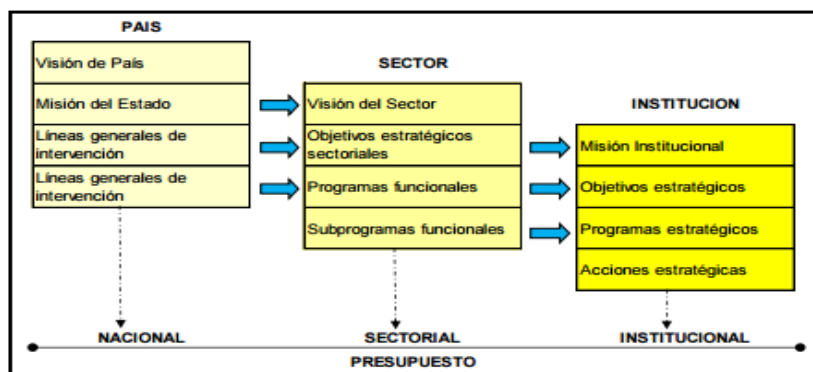 PAIS
Visión de País
Misión del Estado
Líneas generales de
intervención
Líneas generales de
intervención
SECTOR
Visión del Sector
Objetivos estratégicos
sectoriales
Programas funcionales
Subprogramas funcionales
INSTITUCION
Misión Institucional
Objetivos estratégicos
Programas estratégicos
Acciones estratégicas
NACIONAL
SECTORIAL
INSTITUCIONAL
PRESUPUESTO